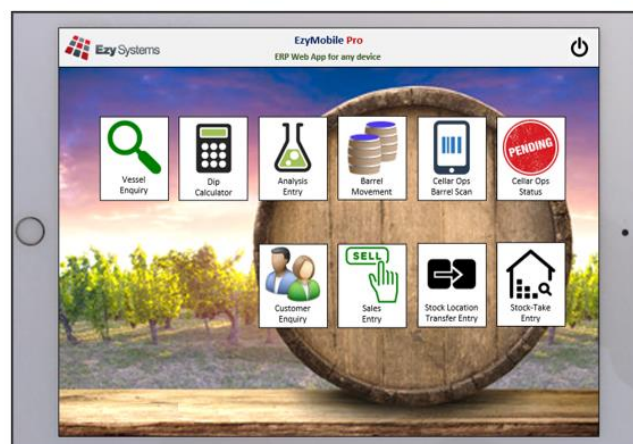 Ezy Systems
EzyMobile Pro
ERP Web App for any device
Vessel
Enquiry
Dip
Calculator
Analysis
Entry
Barrel
Movement
Cellar Ops
Barrel Scan
PENDING
Cellar Ops
Status
Customer
Enquiry
SELL
Sales
Entry
Stock Location
Transfer Entry
Stock-Take
Entry